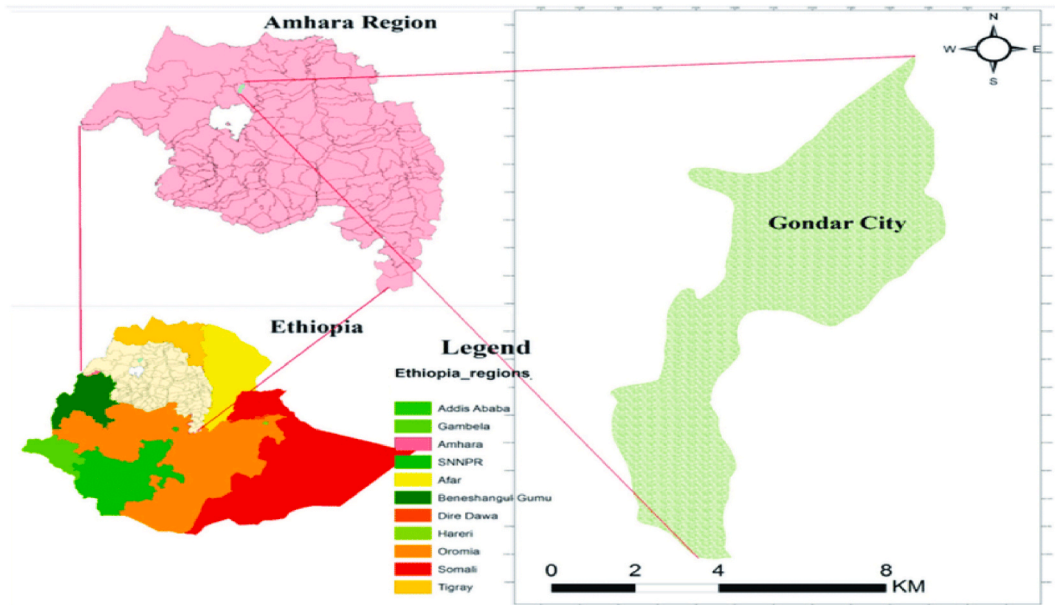 Amhara Region
N
W
E
S
Gondar City
Ethiopia
Legend
Ethiopia_regions
Addis Ababa
Gambela
Amhara
SNNPR
Afar
Beneshangul Gumu
Dire Dawa
Hareri
Oromia
Somali
Tigray
0 2 4 8
KM